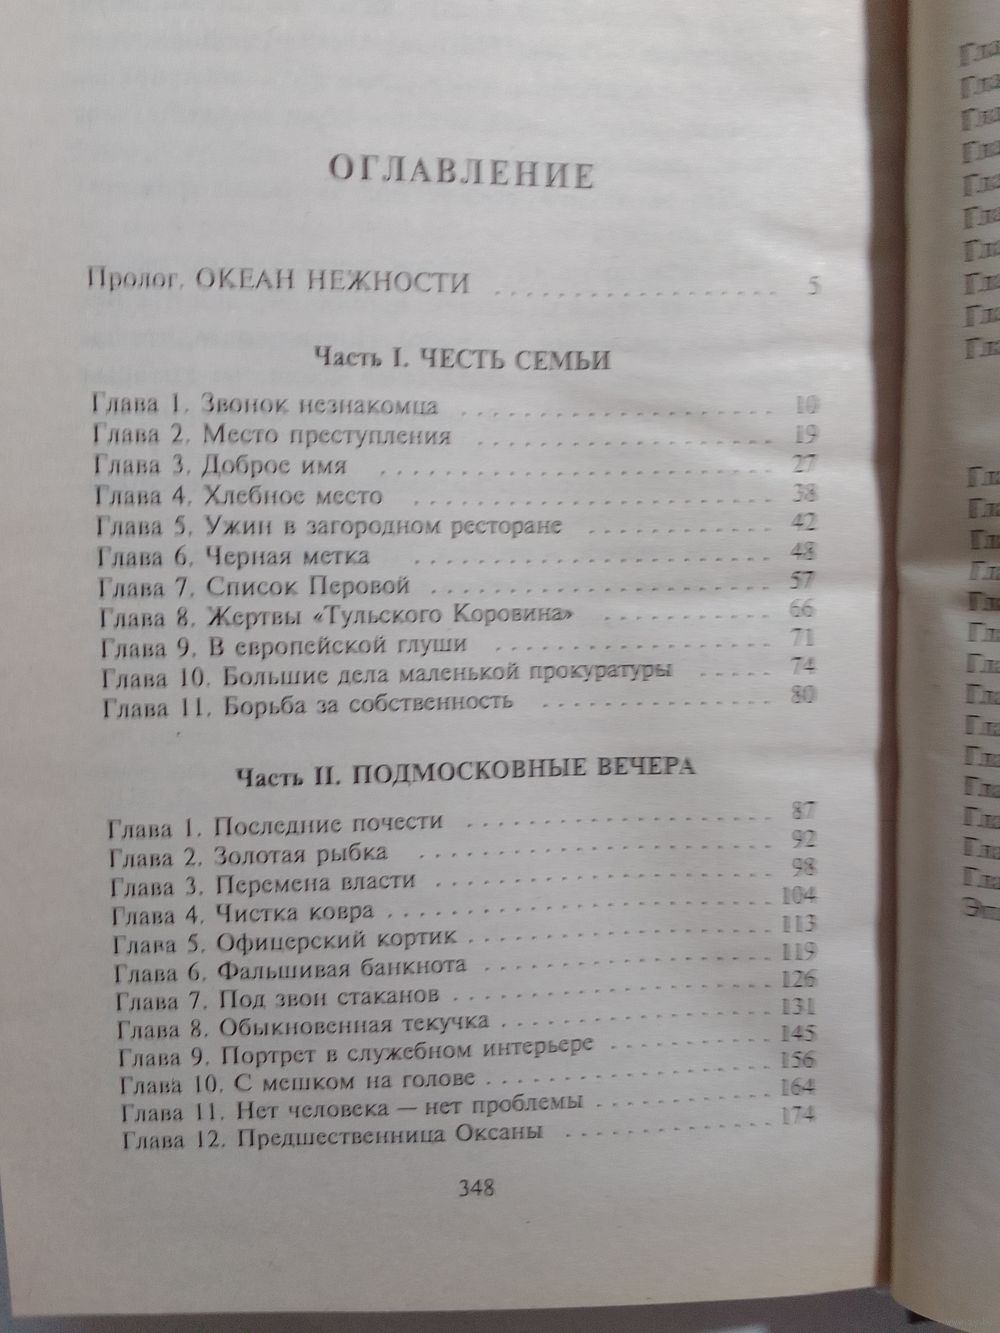 ОГЛАВЛЕНИЕ
Пролог. ОКЕАН НЕЖНОСТИ . . . . . . . . . . . . . . . . . . . 5
Часть I. ЧЕСТЬ СЕМЬИ
Глава 1. Звонок незнакомца . . . . . . . . . . . . . . . . . . . . 10
Глава 2. Место преступления . . . . . . . . . . . . . . . . . . . 19
Глава 3. Доброе имя . . . . . . . . . . . . . . . . . . . . . . . . . 27
Глава 4. Хлебное место . . . . . . . . . . . . . . . . . . . . . . . 38
Глава 5. Ужин в загородном ресторане . . . . . . . . . . . . 42
Глава 6. Черная метка . . . . . . . . . . . . . . . . . . . . . . . 48
Глава 7. Список Перовой . . . . . . . . . . . . . . . . . . . . . . 57
Глава 8. Жертвы «Тульского Коровина» . . . . . . . . . . . 66
Глава 9. В европейской глуши . . . . . . . . . . . . . . . . . . 71
Глава 10. Большие дела маленькой прокуратуры . . . . . 74
Глава 11. Борьба за собственность . . . . . . . . . . . . . . . 80
Часть II. ПОДМОСКОВНЫЕ ВЕЧЕРА
Глава 1. Последние почести . . . . . . . . . . . . . . . . . . . . 87
Глава 2. Золотая рыбка . . . . . . . . . . . . . . . . . . . . . . . 92
Глава 3. Перемена власти . . . . . . . . . . . . . . . . . . . . . . 98
Глава 4. Чистка ковра . . . . . . . . . . . . . . . . . . . . . . . . 104
Глава 5. Офицерский кортик . . . . . . . . . . . . . . . . . . . . 113
Глава 6. Фальшивая банкнота . . . . . . . . . . . . . . . . . . . 119
Глава 7. Под звон стаканов . . . . . . . . . . . . . . . . . . . . . 126
Глава 8. Обыкновенная текучка . . . . . . . . . . . . . . . . . . 131
Глава 9. Портрет в служебном интерьере . . . . . . . . . . . 145
Глава 10. С мешком на голове . . . . . . . . . . . . . . . . . . . 156
Глава 11. Нет человека — нет проблемы . . . . . . . . . . . . 164
Глава 12. Предшественница Оксаны . . . . . . . . . . . . . . 174
348